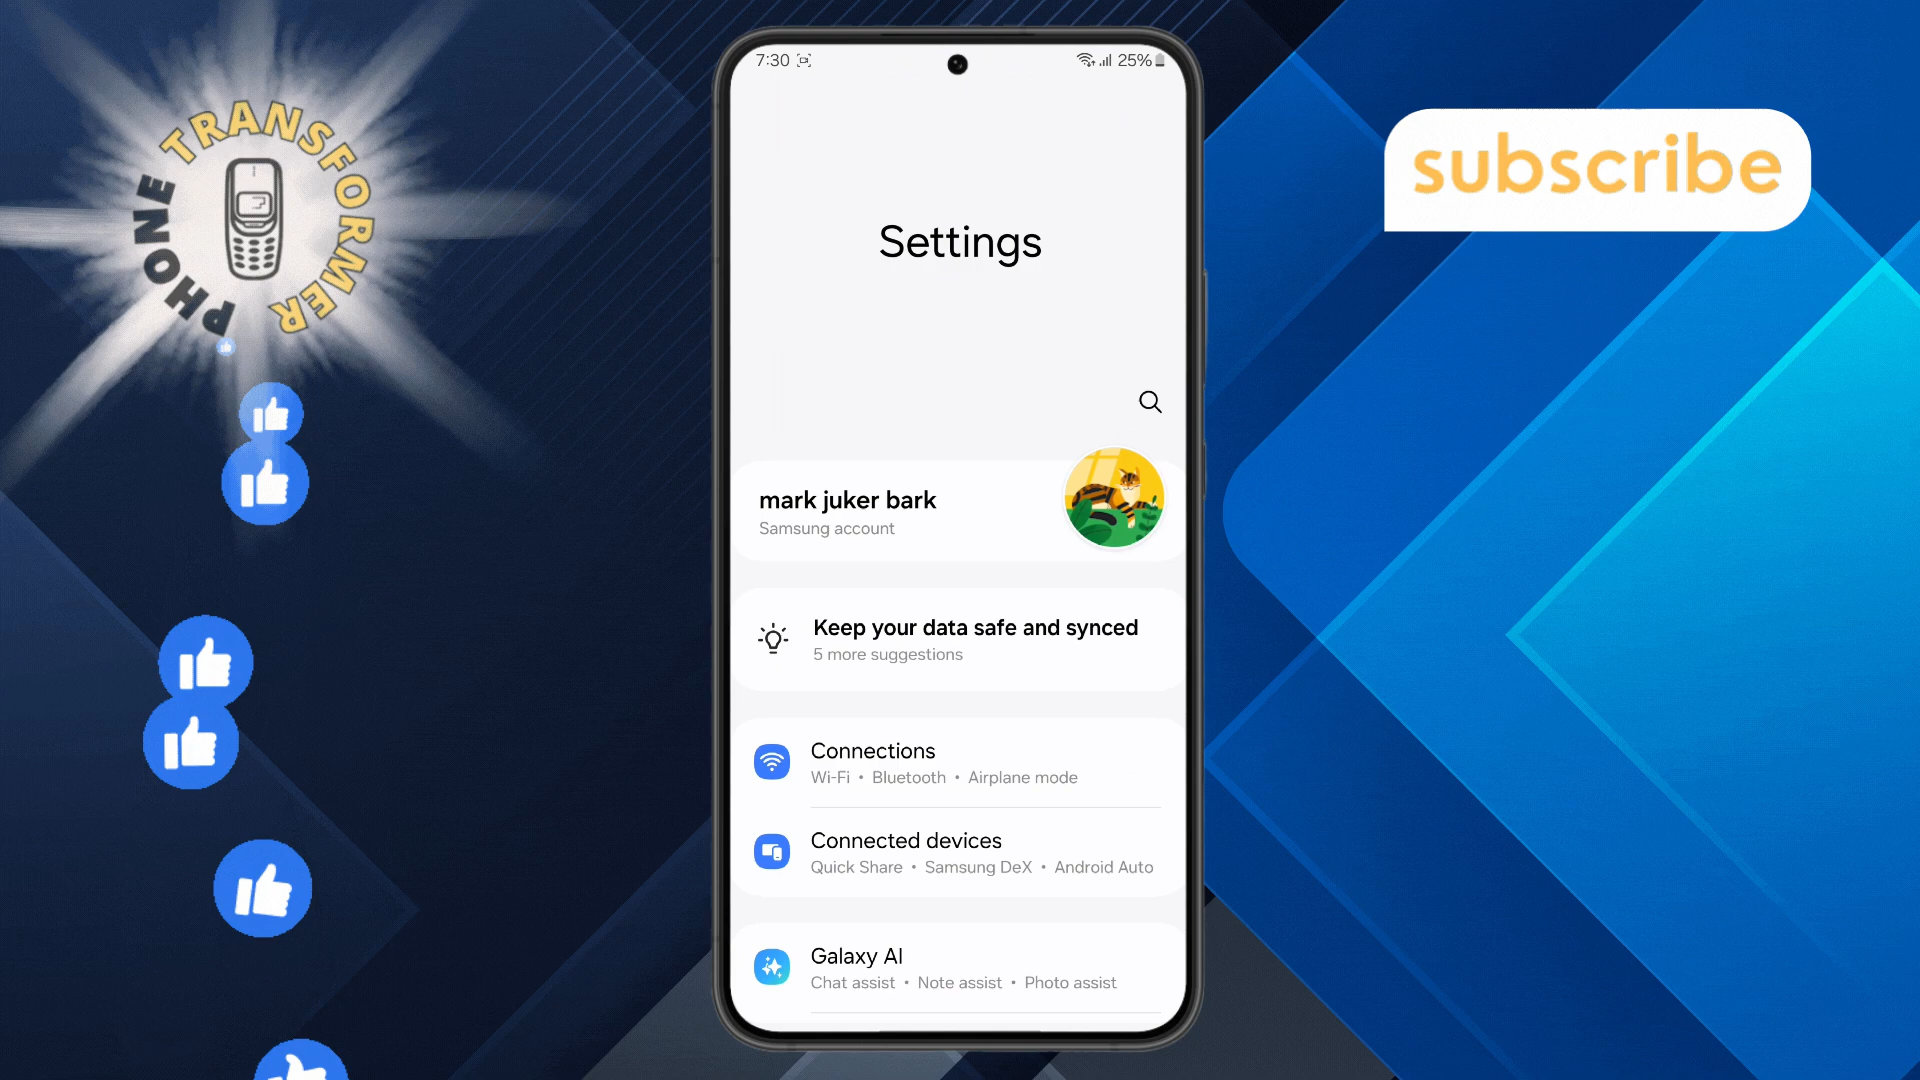 PHONE TRANSFORMER
subscribe
7:30
25%
Settings
mark juker bark
Samsung account
Keep your data safe and synced
5 more suggestions
Connections
Wi-Fi • Bluetooth • Airplane mode
Connected devices
Quick Share • Samsung DeX • Android Auto
Galaxy AI
Chat assist • Note assist • Photo assist